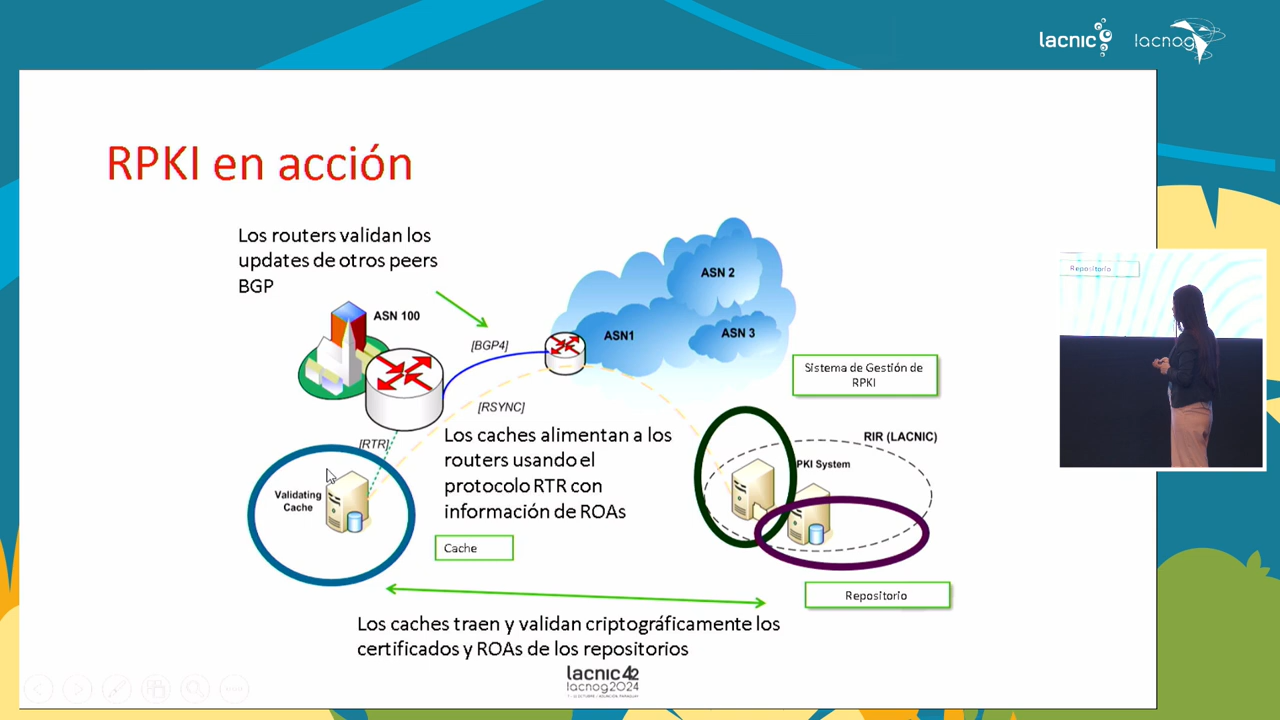 lacnic
lacnog
RPKI en acción
Los routers validan los
updates de otros peers
BGP
ASN 100
ASN 2
ASN1
ASN 3
[BGP4]
[RSYNC]
[RTR]
Sistema de Gestión de
RPKI
Repositorio
Los caches alimentan a los
routers usando el
protocolo RTR con
información de ROAs
RIR (LACNIC)
PKI System
Validating
Cache
Cache
Repositorio
Los caches traen y validan criptográficamente los
certificados y ROAs de los repositorios
lacnic42
lacnog2024